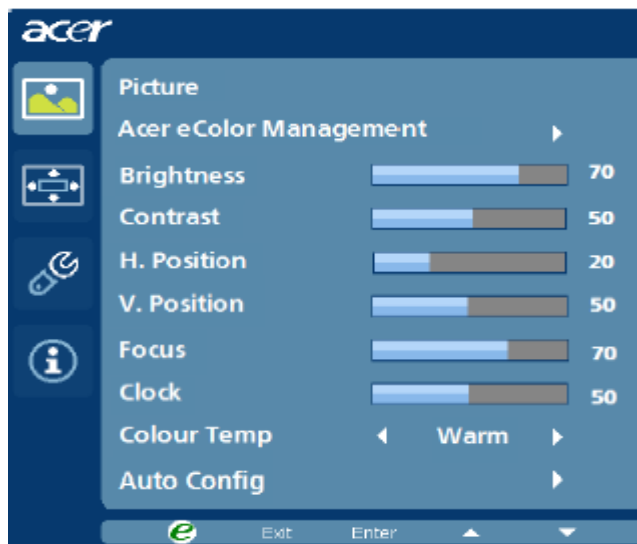 acer
Picture
Acer eColor Management
Brightness 70
Contrast 50
H. Position 20
V. Position 50
Focus 70
Clock 50
Colour Temp Warm
Auto Config
e Exit Enter